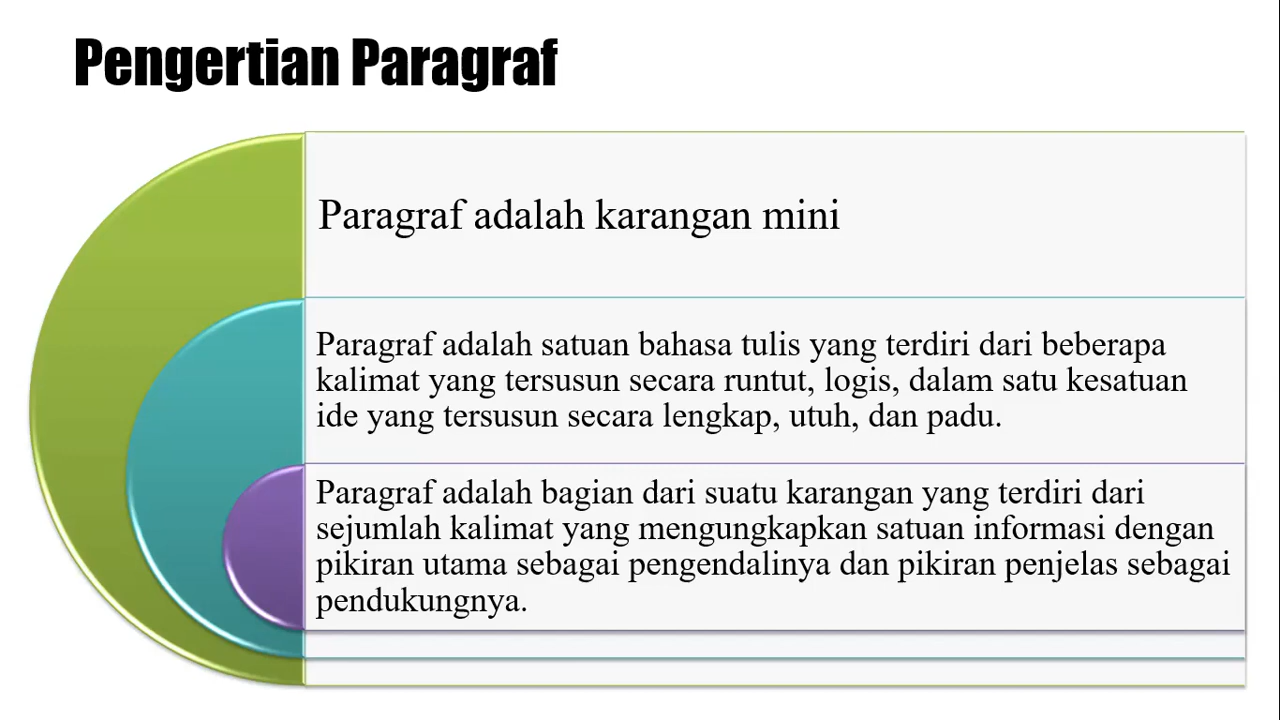 Pengertian Paragraf
Paragraf adalah karangan mini
Paragraf adalah satuan bahasa tulis yang terdiri dari beberapa
kalimat yang tersusun secara runtut, logis, dalam satu kesatuan
ide yang tersusun secara lengkap, utuh, dan padu.
Paragraf adalah bagian dari suatu karangan yang terdiri dari
sejumlah kalimat yang mengungkapkan satuan informasi dengan
pikiran utama sebagai pengendalinya dan pikiran penjelas sebagai
pendukungnya.